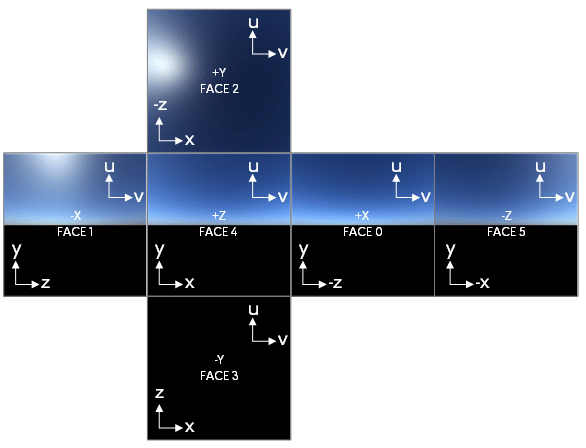 u
v
+Y
FACE 2
-z
x
u
v
-X
FACE 1
y
z
u
v
+Z
FACE 4
y
x
u
v
+X
FACE 0
y
-z
u
v
-Z
FACE 5
y
-x
u
v
-Y
FACE 3
z
x